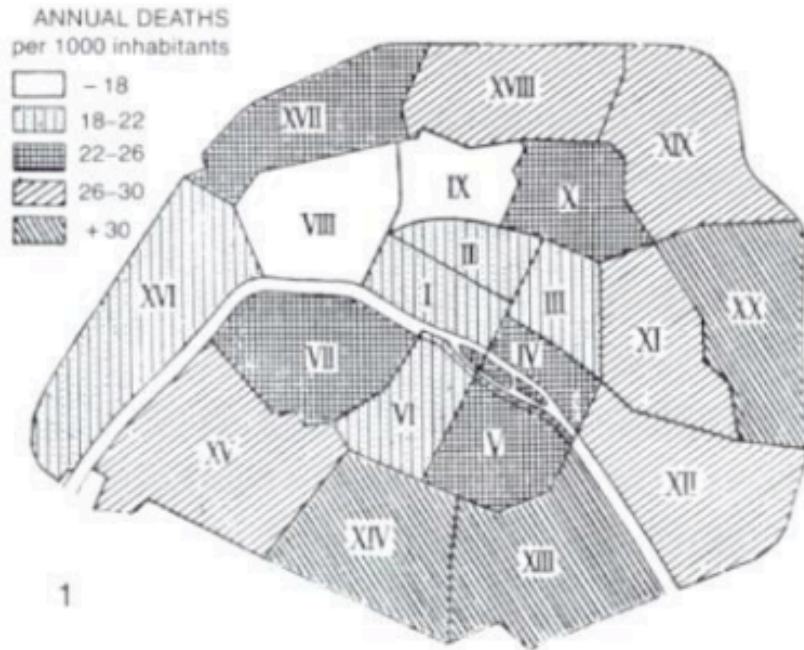 ANNUAL DEATHS
per 1000 inhabitants
– 18
18–22
22–26
26–30
+ 30
XVII
XVIII
XIX
IX
X
VIII
II
XVI
I
III
XX
XI
IV
VII
VI
V
XV
XII
XIV
XIII
1